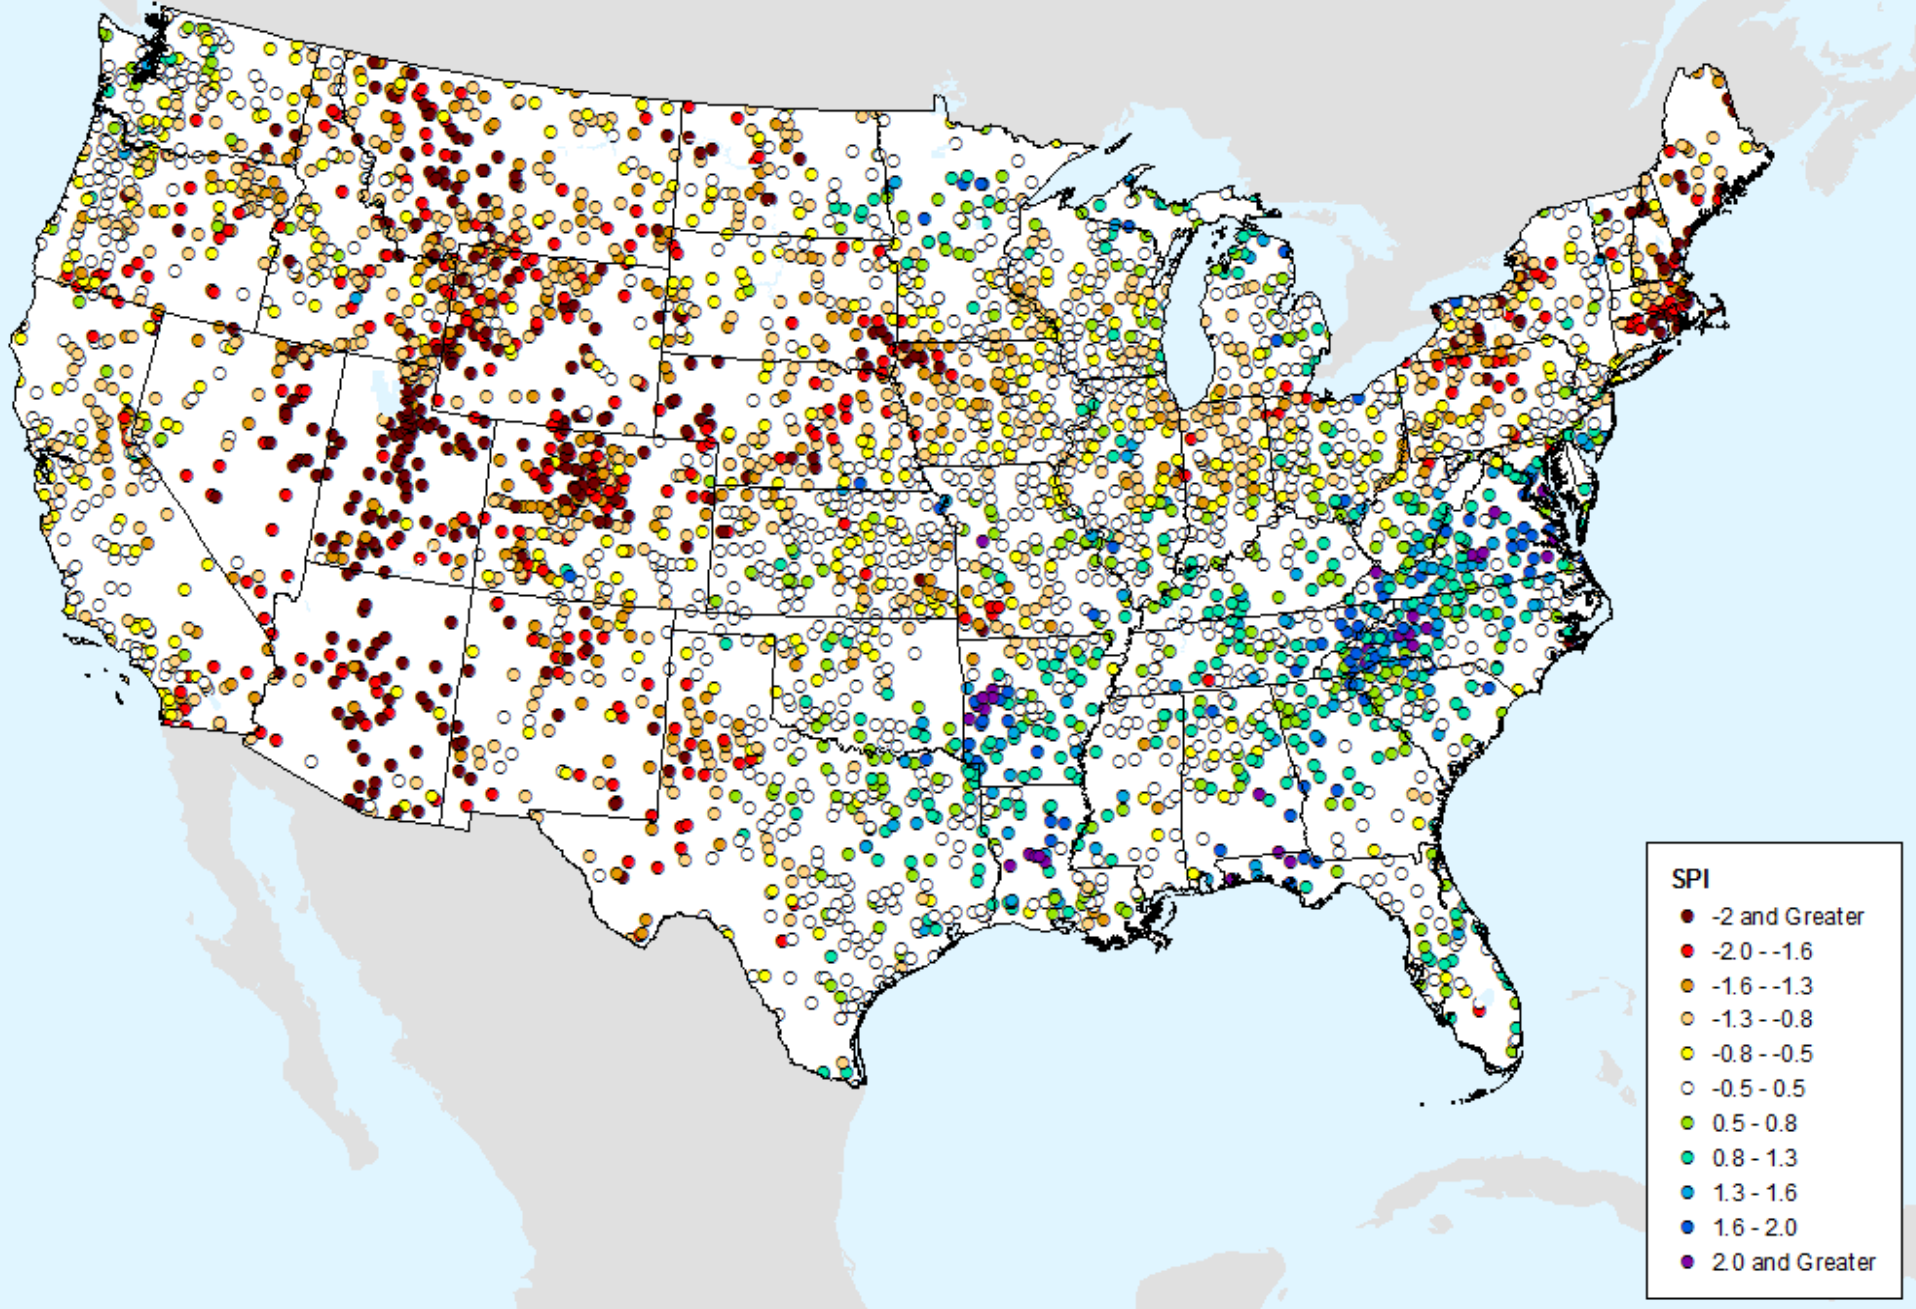 SPI
-2 and Greater
-2.0 - -1.6
-1.6 - -1.3
-1.3 - -0.8
-0.8 - -0.5
-0.5 - 0.5
0.5 - 0.8
0.8 - 1.3
1.3 - 1.6
1.6 - 2.0
2.0 and Greater